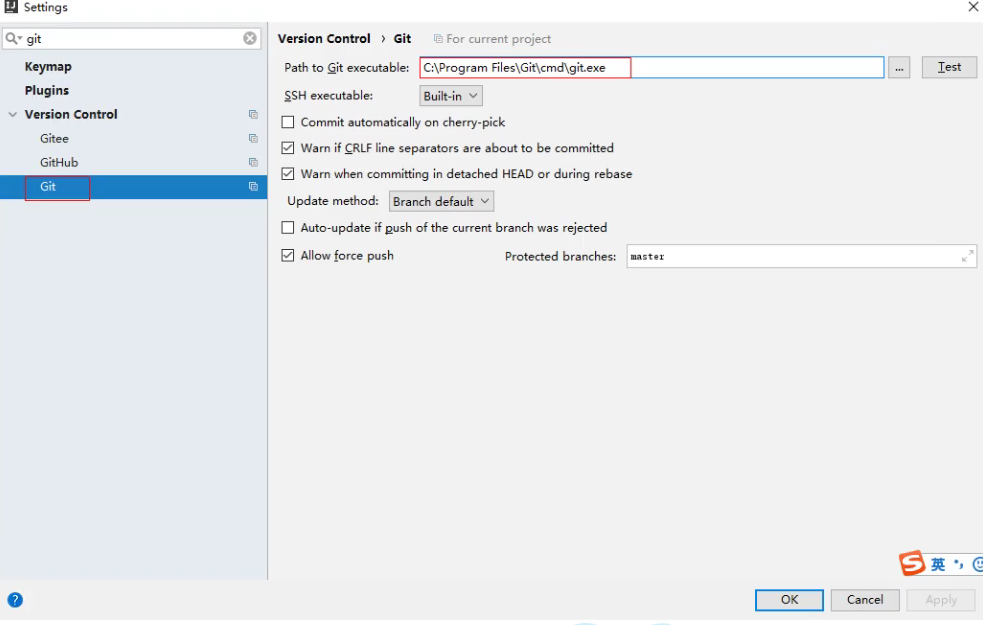 Settings
git
Keymap
Plugins
Version Control
Gitee
GitHub
Git
Version Control › Git For current project
Path to Git executable: C:\Program Files\Git\cmd\git.exe ... Test
SSH executable: Built-in
Commit automatically on cherry-pick
Warn if CRLF line separators are about to be committed
Warn when committing in detached HEAD or during rebase
Update method: Branch default
Auto-update if push of the current branch was rejected
Allow force push Protected branches: master
S 英 •,
? OK Cancel Apply